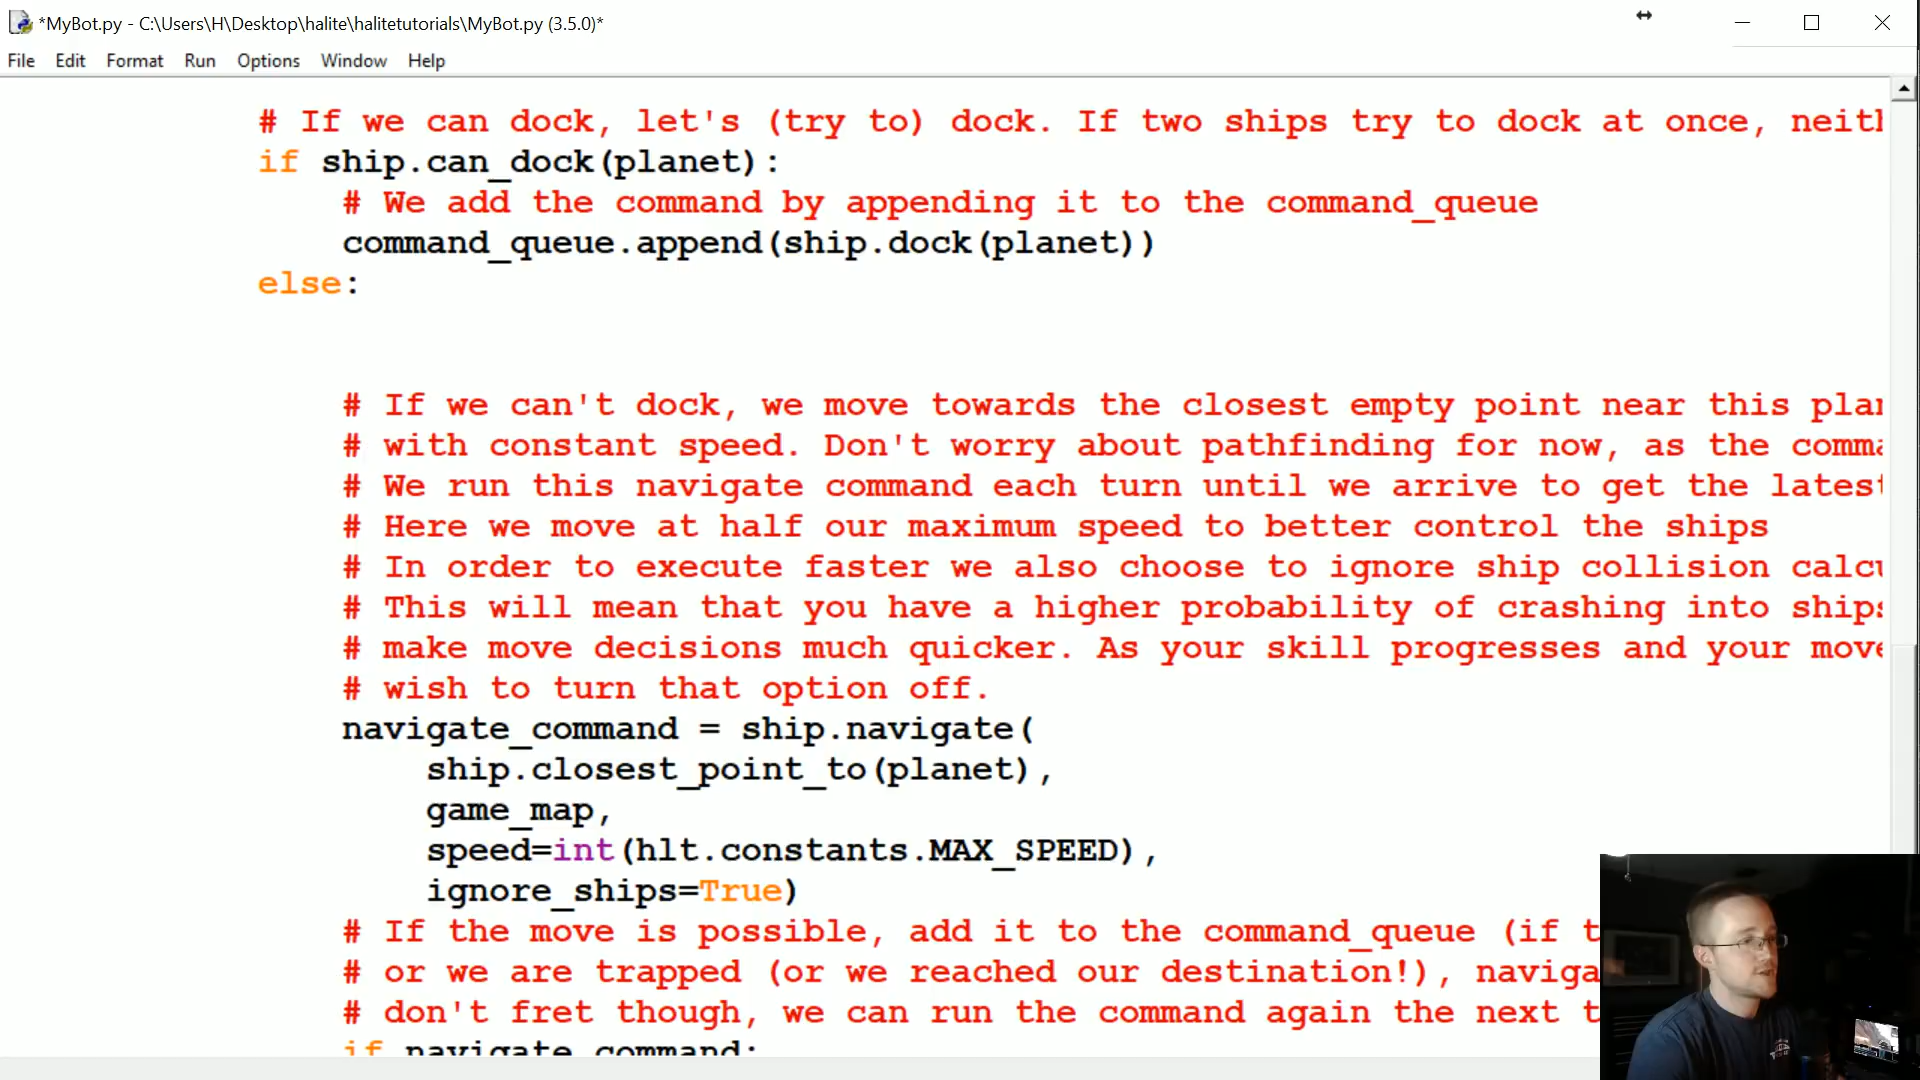 *MyBot.py - C:\Users\H\Desktop\halite\halitetutorials\MyBot.py (3.5.0)*
File Edit Format Run Options Window Help
# If we can dock, let's (try to) dock. If two ships try to dock at once,
if ship.can_dock(planet):
# We add the command by appending it to the command_queue
command_queue.append(ship.dock(planet))
else:
# If we can't dock, we move towards the closest empty point near this
# with constant speed. Don't worry about pathfinding for now, as the
# We run this navigate command each turn until we arrive to get the latest
# Here we move at half our maximum speed to better control the ships
# In order to execute faster we also choose to ignore ship collision
# This will mean that you have a higher probability of crashing into ships
# make move decisions much quicker. As your skill progresses and your
# wish to turn that option off.
navigate_command = ship.navigate(
ship.closest_point_to(planet),
game_map,
speed=int(hlt.constants.MAX_SPEED),
ignore_ships=True)
# If the move is possible, add it to the command_queue (if
# or we are trapped (or we reached our destination!),
# don't fret though, we can run the command again the next
if navigate_command: